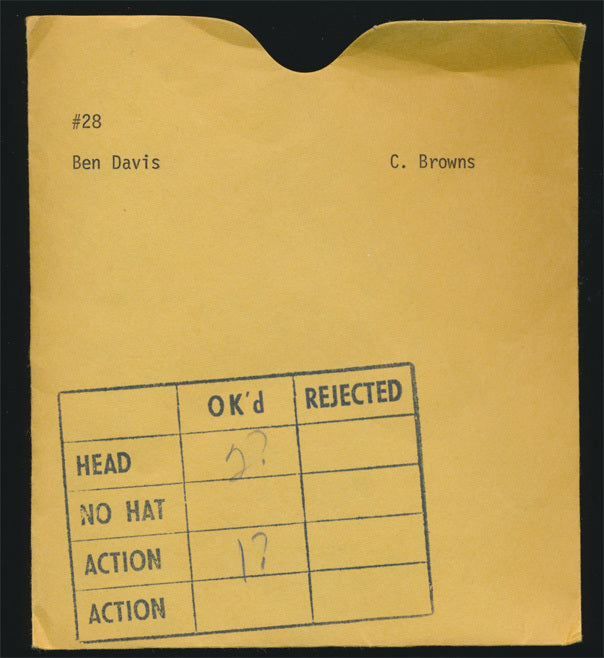 #28
Ben Davis C. Browns
OK'd REJECTED
HEAD 2?
NO HAT
ACTION 1?
ACTION